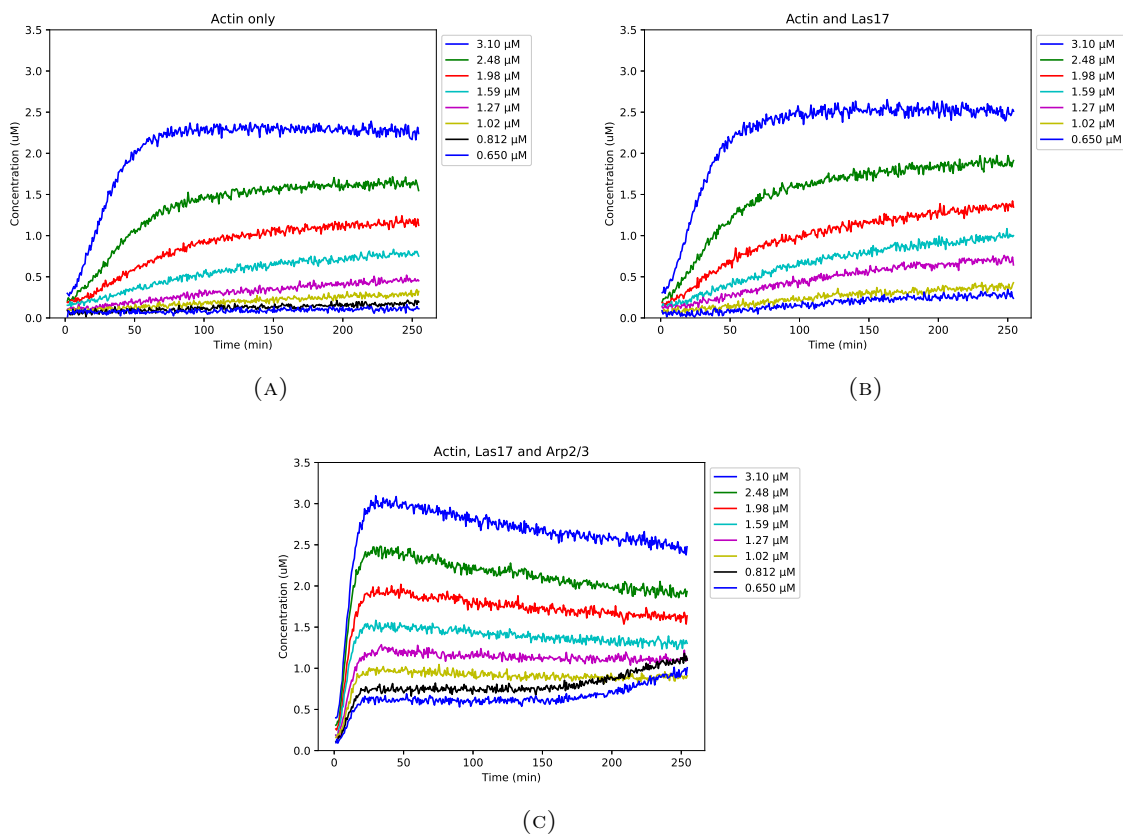 Actin only
3.5
3.0
2.5
2.0
1.5
1.0
0.5
0.0
Concentration (uM)
0 50 100 150 200 250
Time (min)
3.10 μM
2.48 μM
1.98 μM
1.59 μM
1.27 μM
1.02 μM
0.812 μM
0.650 μM
(A)
Actin and Las17
3.5
3.0
2.5
2.0
1.5
1.0
0.5
0.0
Concentration (uM)
0 50 100 150 200 250
Time (min)
3.10 μM
2.48 μM
1.98 μM
1.59 μM
1.27 μM
1.02 μM
0.650 μM
(B)
Actin, Las17 and Arp2/3
3.5
3.0
2.5
2.0
1.5
1.0
0.5
0.0
Concentration (uM)
0 50 100 150 200 250
Time (min)
3.10 μM
2.48 μM
1.98 μM
1.59 μM
1.27 μM
1.02 μM
0.812 μM
0.650 μM
(C)